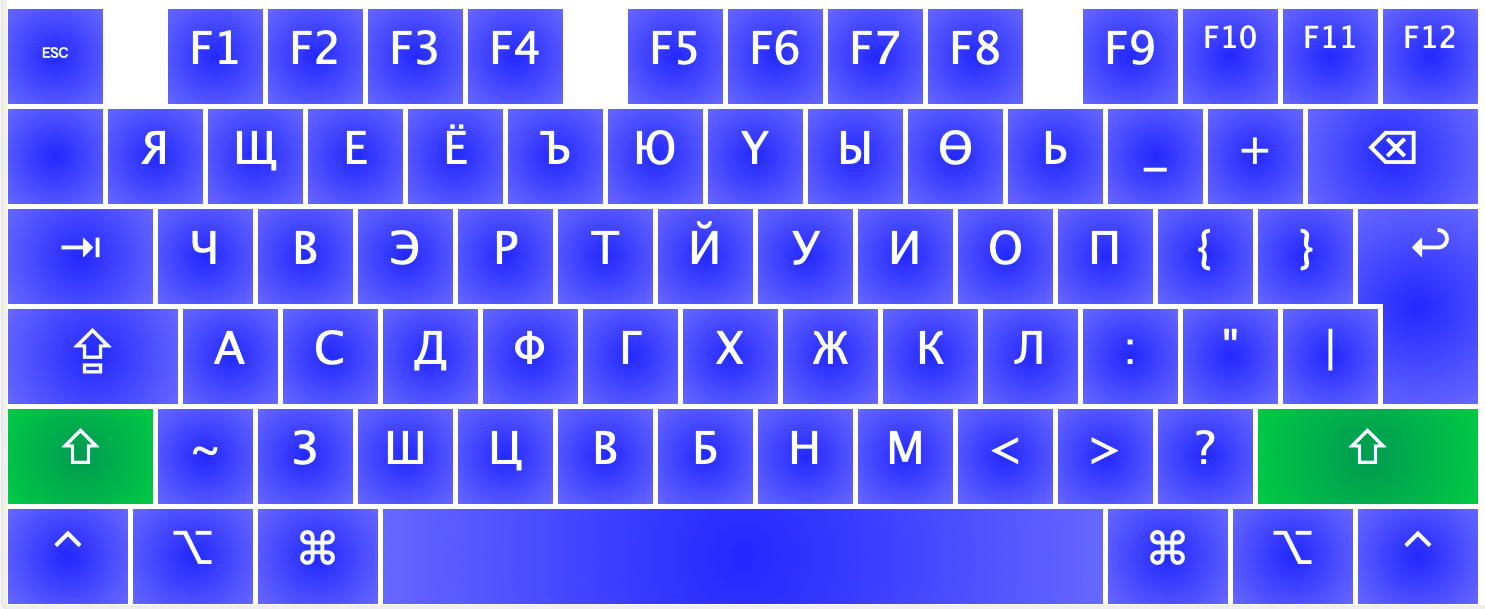 ESC F1 F2 F3 F4 F5 F6 F7 F8 F9 F10 F11 F12
Я Щ Е Ё Ъ Ю Ү Ы Ө Ь _ + ⌫
⇥ Ч В Э Р Т Й У И О П { } ↩
⇪ А С Д Ф Г Х Ж К Л : " |
⇧ ~ З Ш Ц В Б Н М < > ? ⇧
⌃ ⌥ ⌘ ⌘ ⌥ ⌃